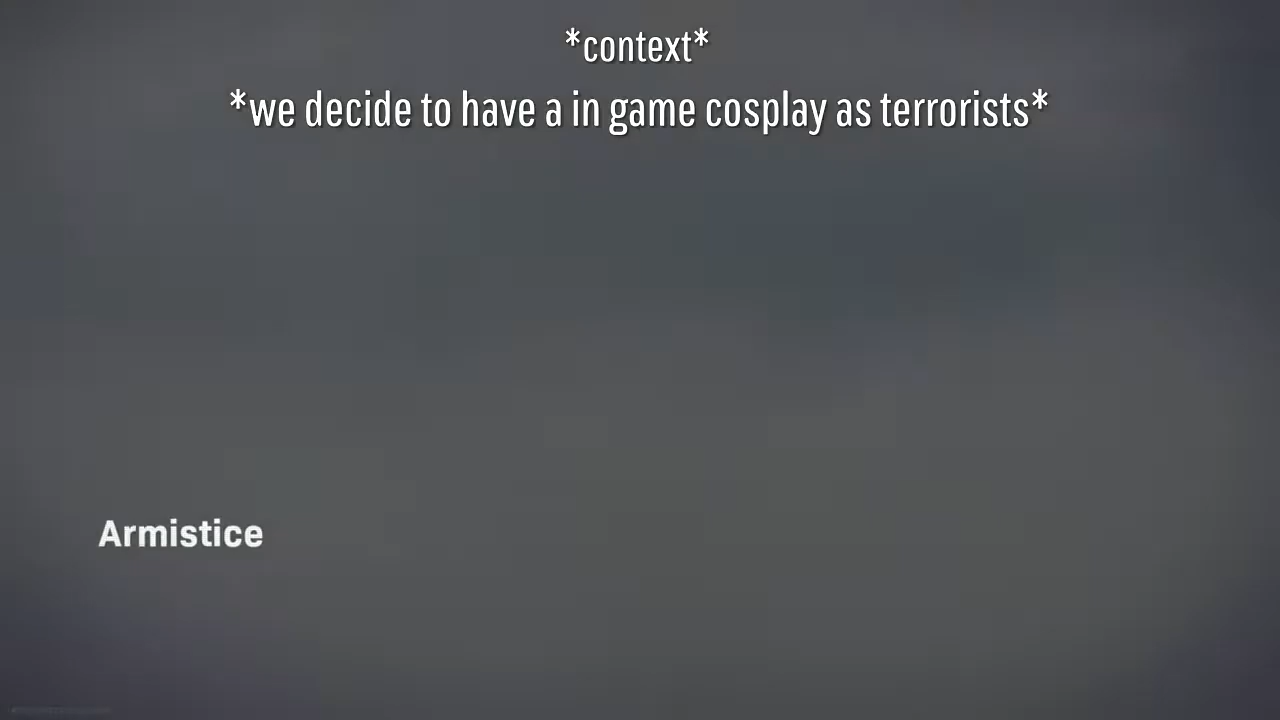 *context*
*we decide to have a in game cosplay as terrorists*
Armistice